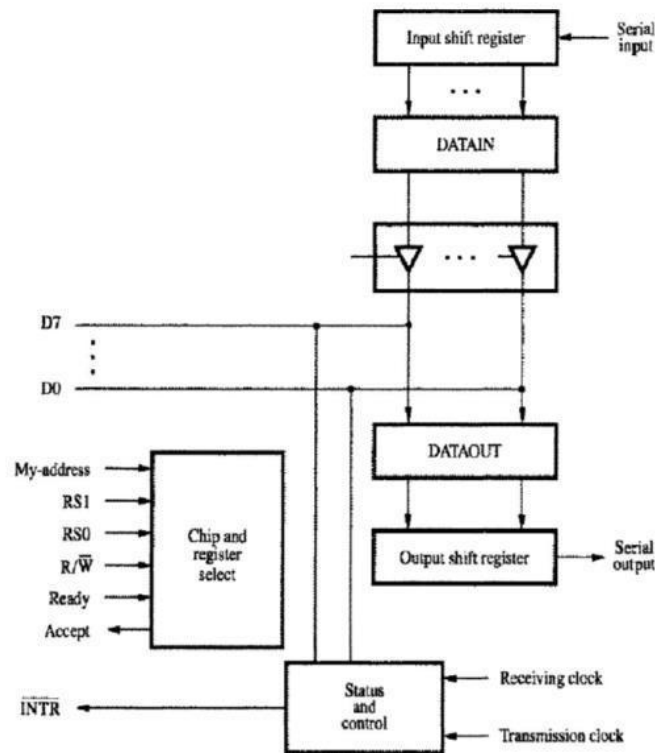 Input shift register
Serial
input
. . .
DATAIN
. . .
D7
D0
DATAOUT
My-address
RS1
RS0
R/W̅
Ready
Accept
Chip and
register
select
Output shift register
Serial
output
I̅N̅T̅R̅
Status
and
control
Receiving clock
Transmission clock